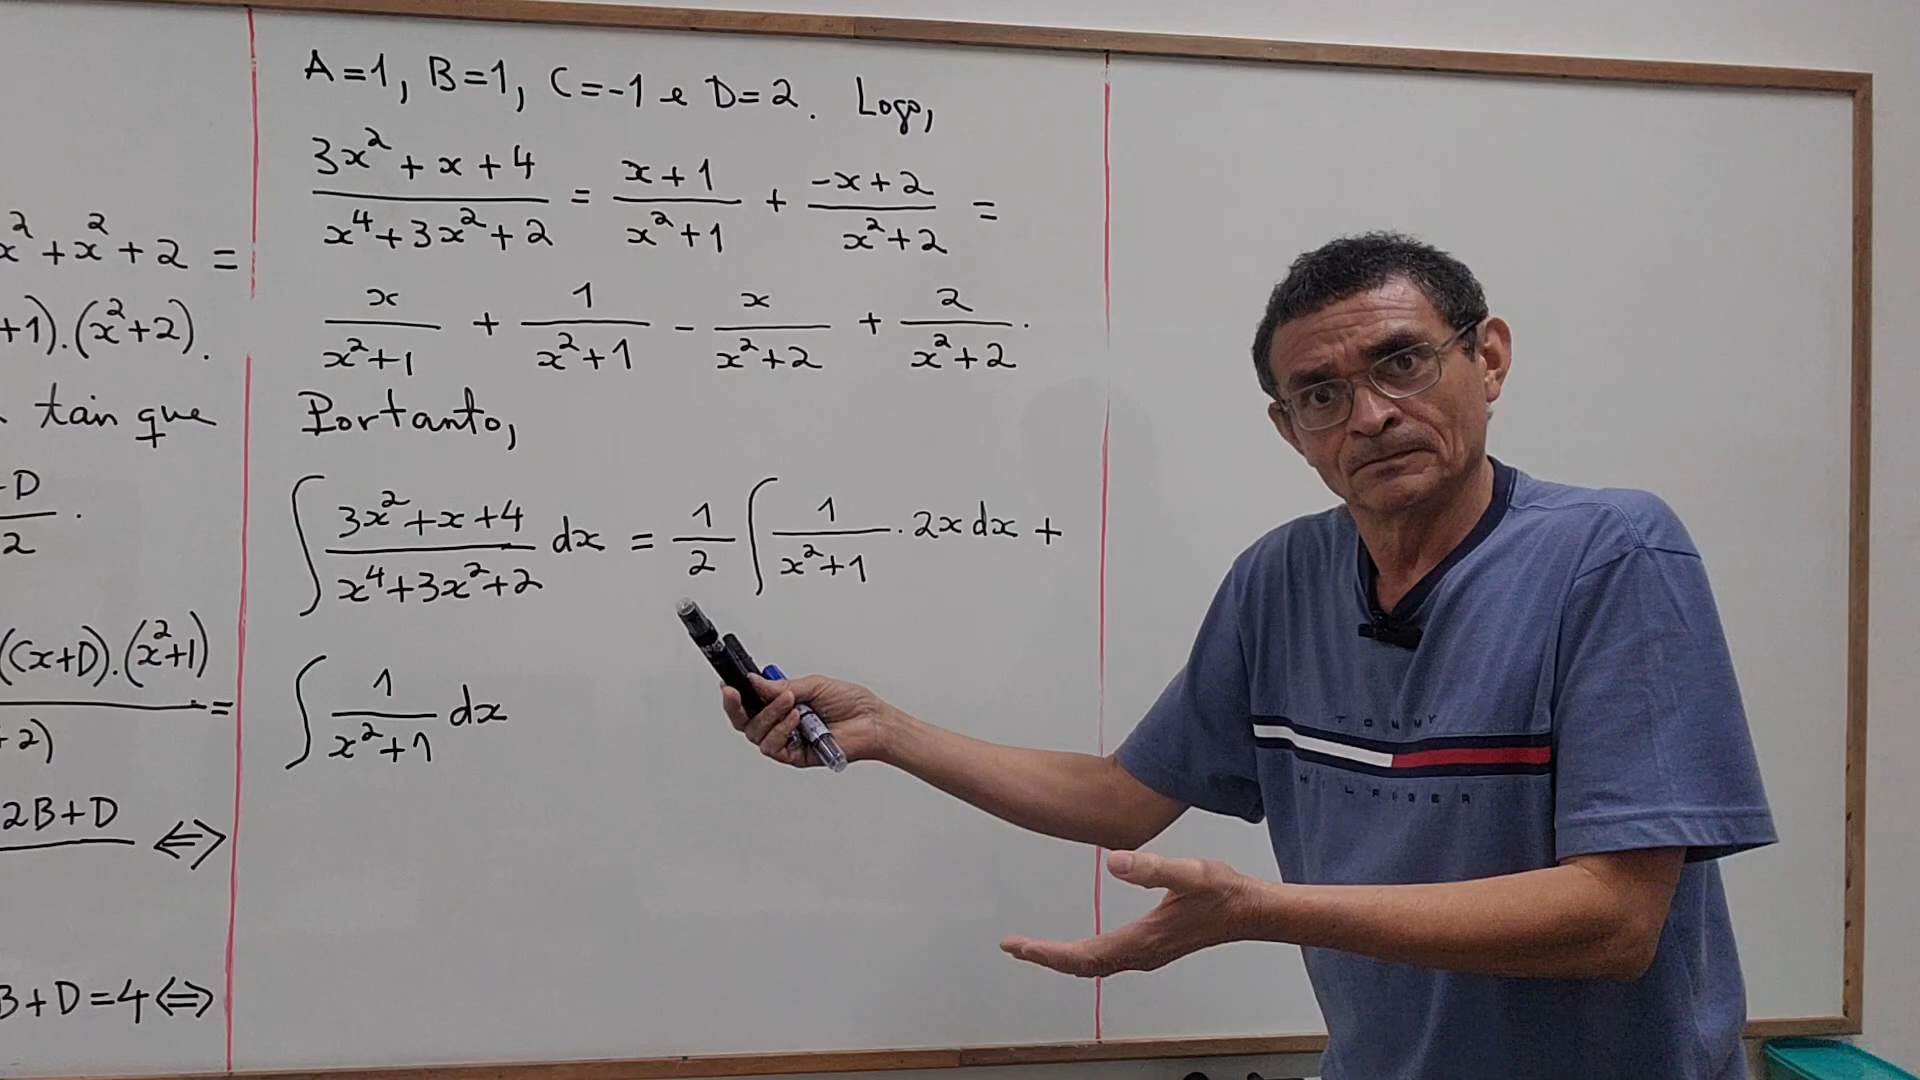 x² + x² + 2 =
+1).(x²+2).
tais que
D
2
(Cx+D).(x²+1) =
+2)
2B+D ⇔
B+D=4 ⇔
A=1, B=1, C=-1 e D=2. Logo,
3x²+x+4 / x⁴+3x²+2 = x+1 / x²+1 + -x+2 / x²+2 =
x / x²+1 + 1 / x²+1 - x / x²+2 + 2 / x²+2.
Portanto,
∫ 3x²+x+4 / x⁴+3x²+2 dx = 1/2 ∫ 1 / x²+1 . 2x dx +
∫ 1 / x²+1 dx
TOMMY
HILFIGER